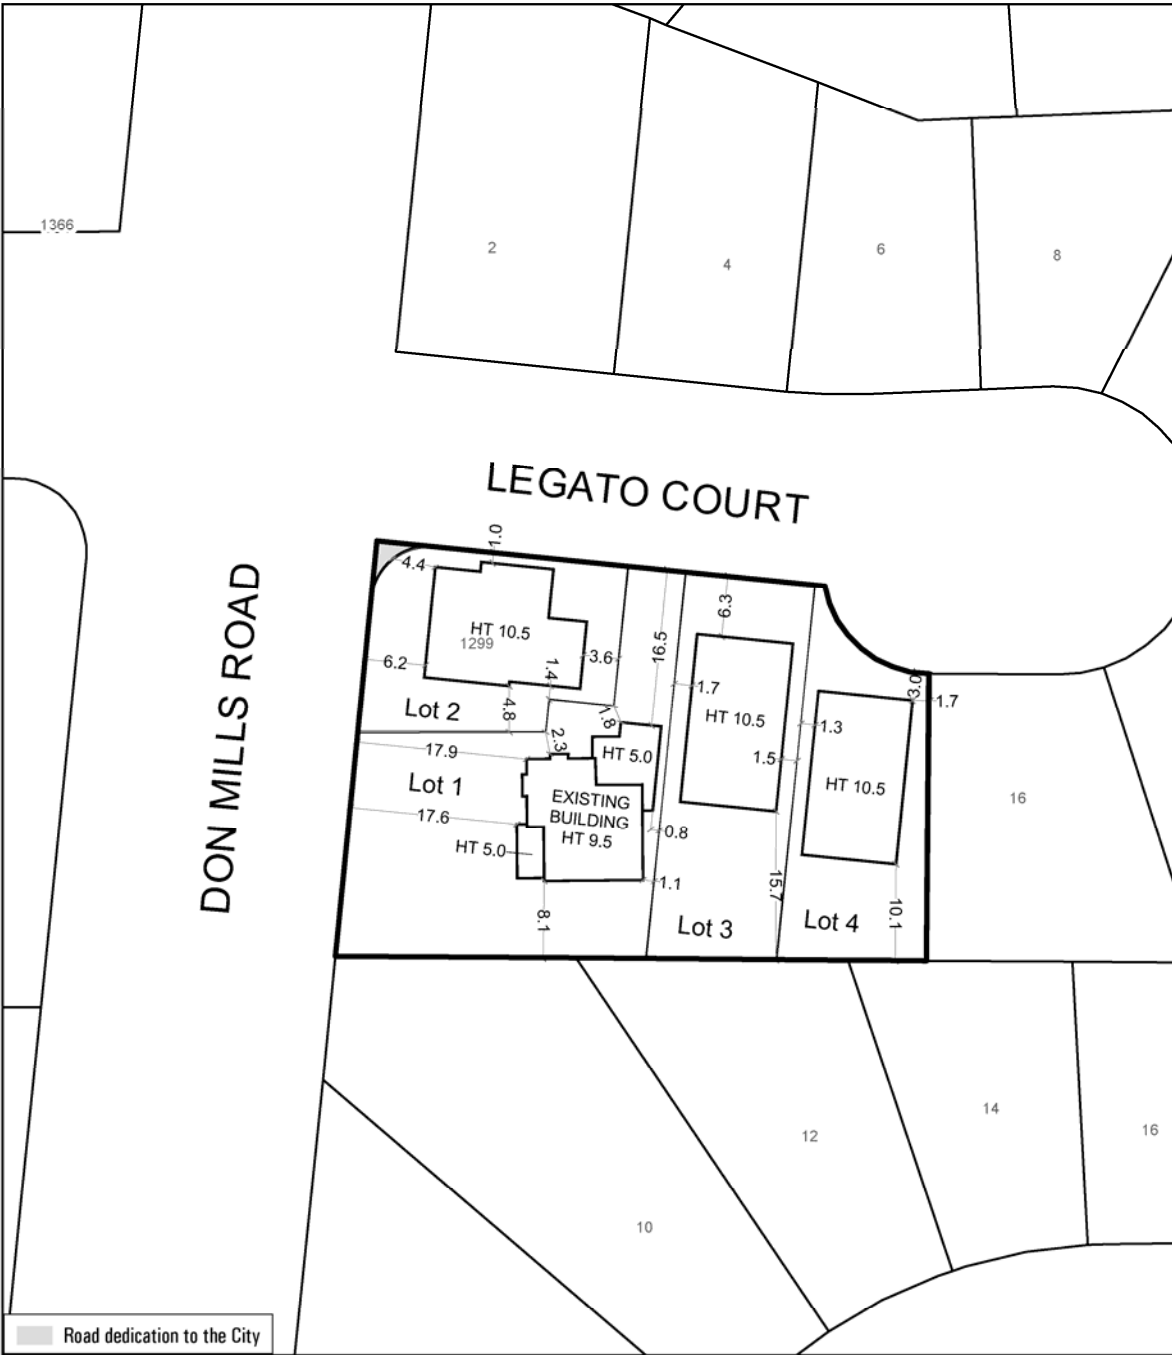 1366
2
4
6
8
LEGATO COURT
DON MILLS ROAD
1.0
4.4
HT 10.5
1299
6.2
3.6
1.4
4.8
Lot 2
1.8
2.3
16.5
6.3
1.7
HT 10.5
1.5
3.0
1.7
1.3
HT 10.5
17.9
Lot 1
17.6
HT 5.0
EXISTING
BUILDING
HT 9.5
HT 5.0
0.8
1.1
8.1
15.7
10.1
Lot 3
Lot 4
16
10
12
14
16
Road dedication to the City